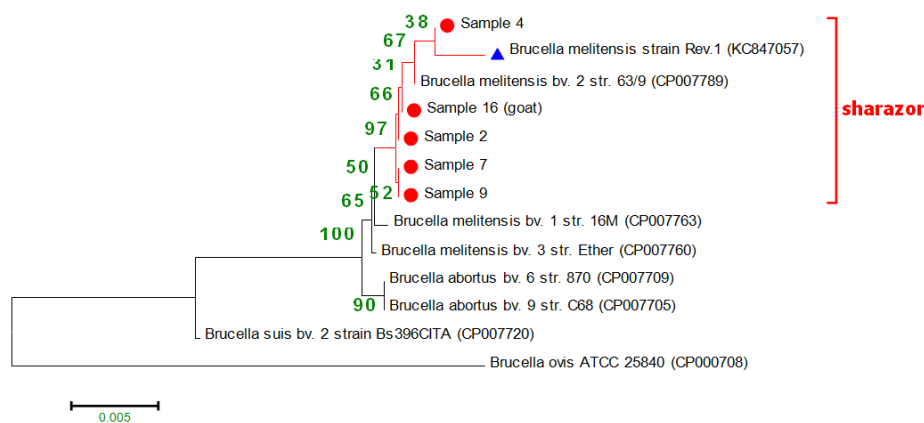 38
Sample 4
67
Brucella melitensis strain Rev.1 (KC847057)
31
Brucella melitensis bv. 2 str. 63/9 (CP007789)
66
Sample 16 (goat)
sharazor
97
Sample 2
50
Sample 7
52
Sample 9
65
Brucella melitensis bv. 1 str. 16M (CP007763)
100
Brucella melitensis bv. 3 str. Ether (CP007760)
Brucella abortus bv. 6 str. 870 (CP007709)
90
Brucella abortus bv. 9 str. C68 (CP007705)
Brucella suis bv. 2 strain Bs396CITA (CP007720)
Brucella ovis ATCC 25840 (CP000708)
0.005